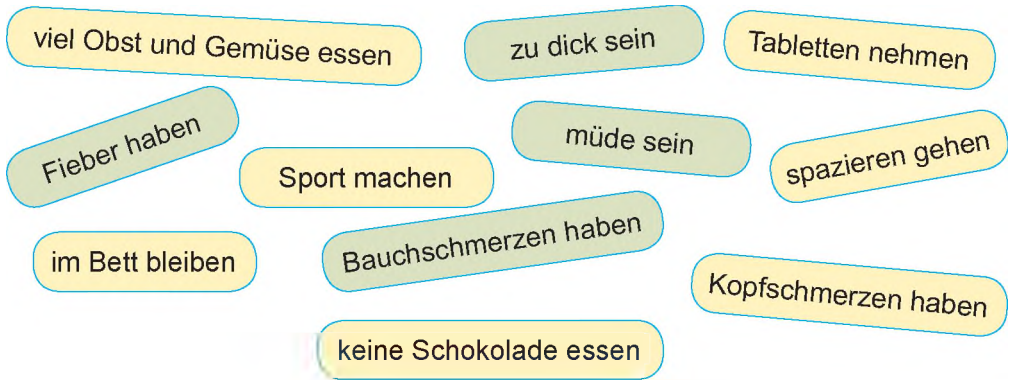 viel Obst und Gemüse essen
zu dick sein
Tabletten nehmen
Fieber haben
müde sein
spazieren gehen
Sport machen
Bauchschmerzen haben
im Bett bleiben
Kopfschmerzen haben
keine Schokolade essen